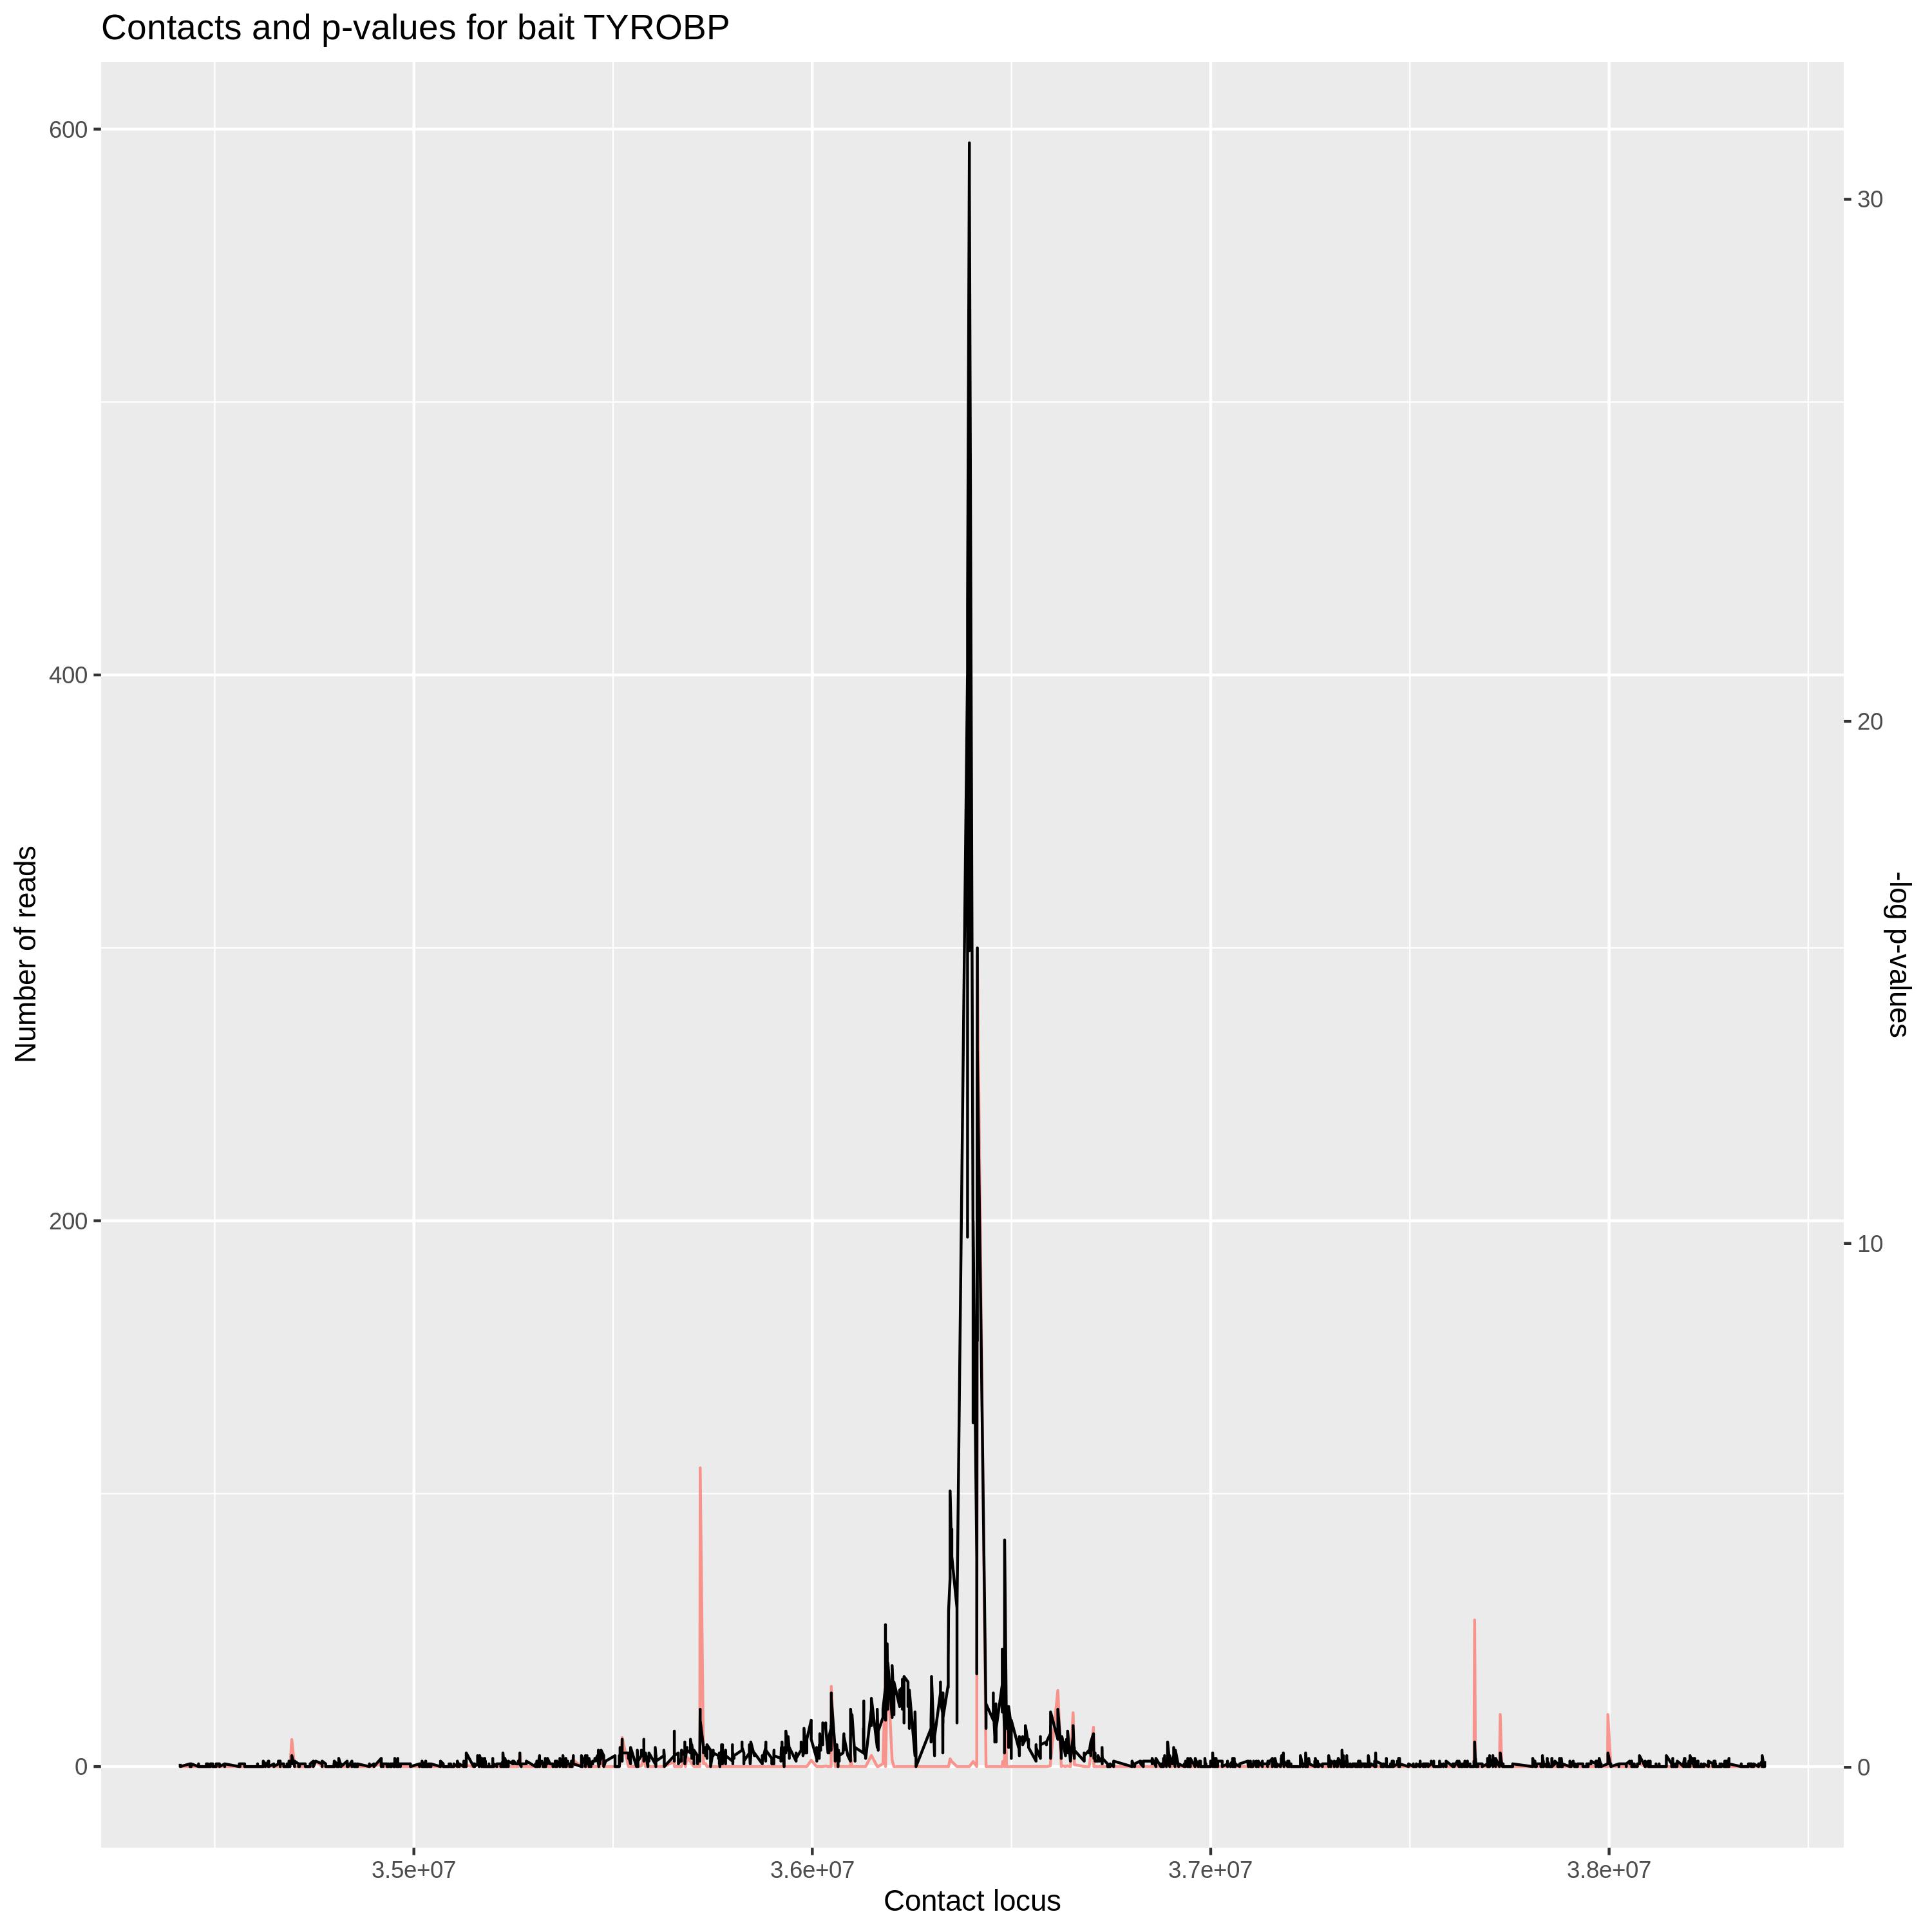 Contacts and p-values for bait TYROBP
600
400
200
0
Number of reads
30
20
10
0
-log p-values
3.5e+07
3.6e+07
3.7e+07
3.8e+07
Contact locus